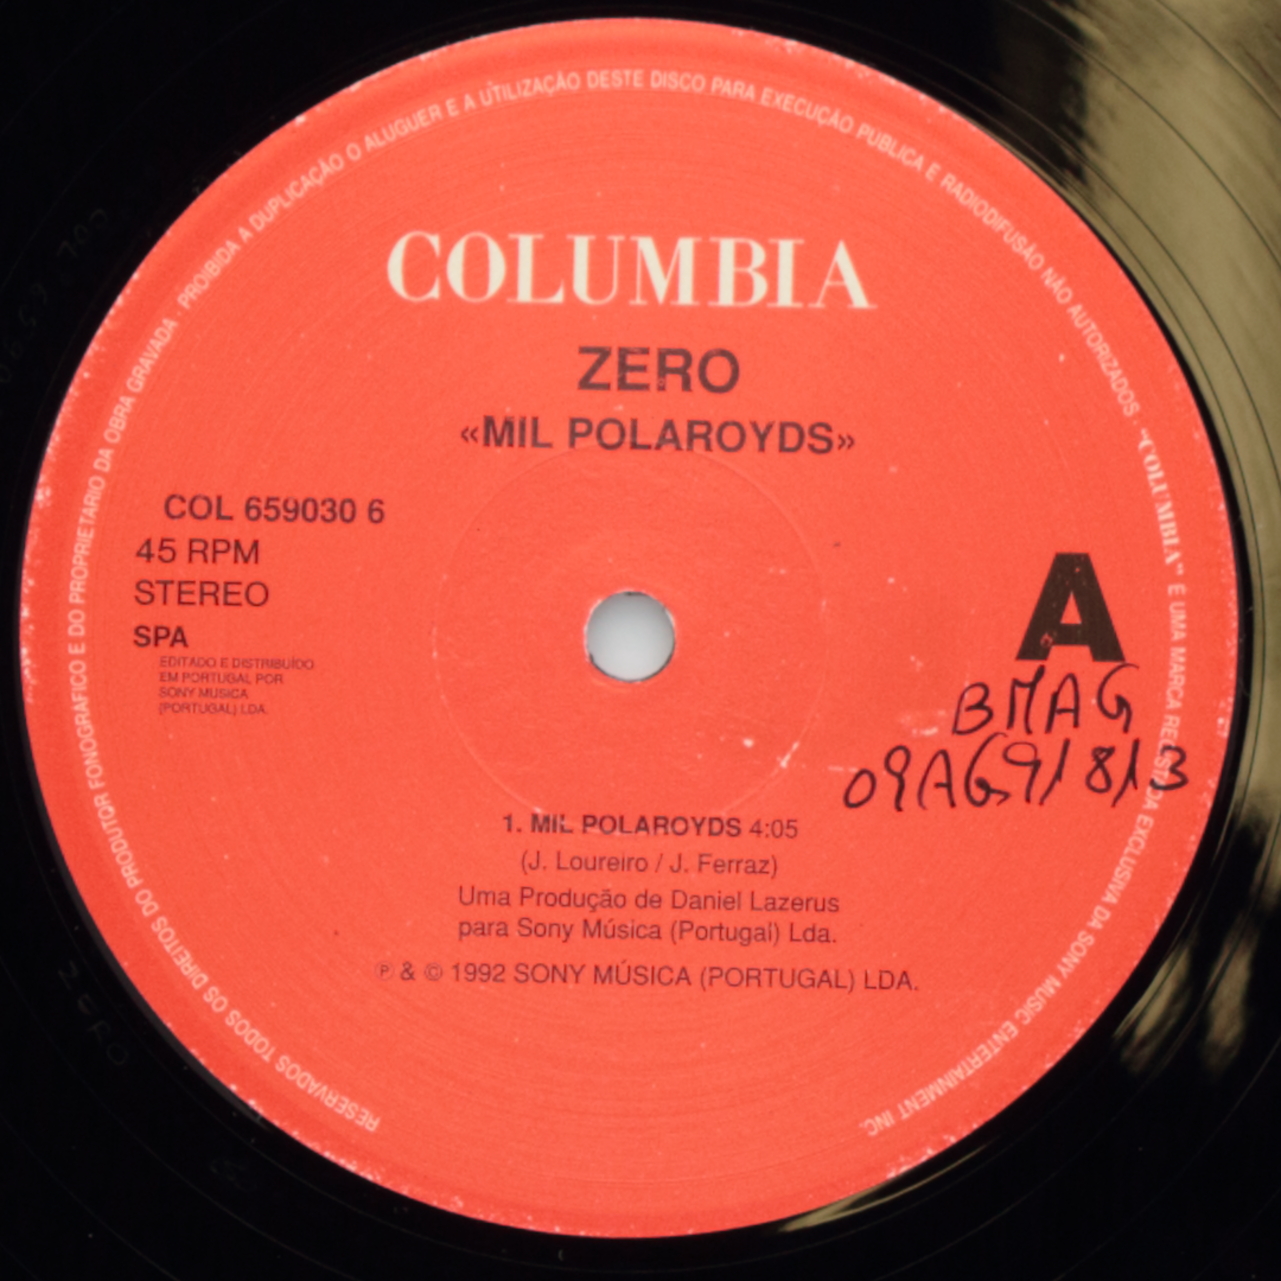 RESERVADOS TODOS OS DIREITOS DO PRODUTOR FONOGRÁFICO E DO PROPRIETARIO DA OBRA GRAVADA · PROIBIDA A DUPLICAÇÃO O ALUGUER E A UTILIZAÇÃO DESTE DISCO PARA EXECUÇÃO PUBLICA E RADIODIFUSÃO NÃO AUTORIZADOS "COLUMBIA" É UMA MARCA REGISTADA EXCLUSIVA DA SONY MUSIC ENTERTAINMENT INC.
COLUMBIA
ZERO
«MIL POLAROYDS»
COL 659030 6
45 RPM
STEREO
SPA
EDITADO E DISTRIBUÍDO
EM PORTUGAL POR
SONY MUSICA
(PORTUGAL) LDA.
A
BMAG
09AG91813
1. MIL POLAROYDS 4:05
(J. Loureiro / J. Ferraz)
Uma Produção de Daniel Lazerus
para Sony Música (Portugal) Lda.
℗ & © 1992 SONY MÚSICA (PORTUGAL) LDA.